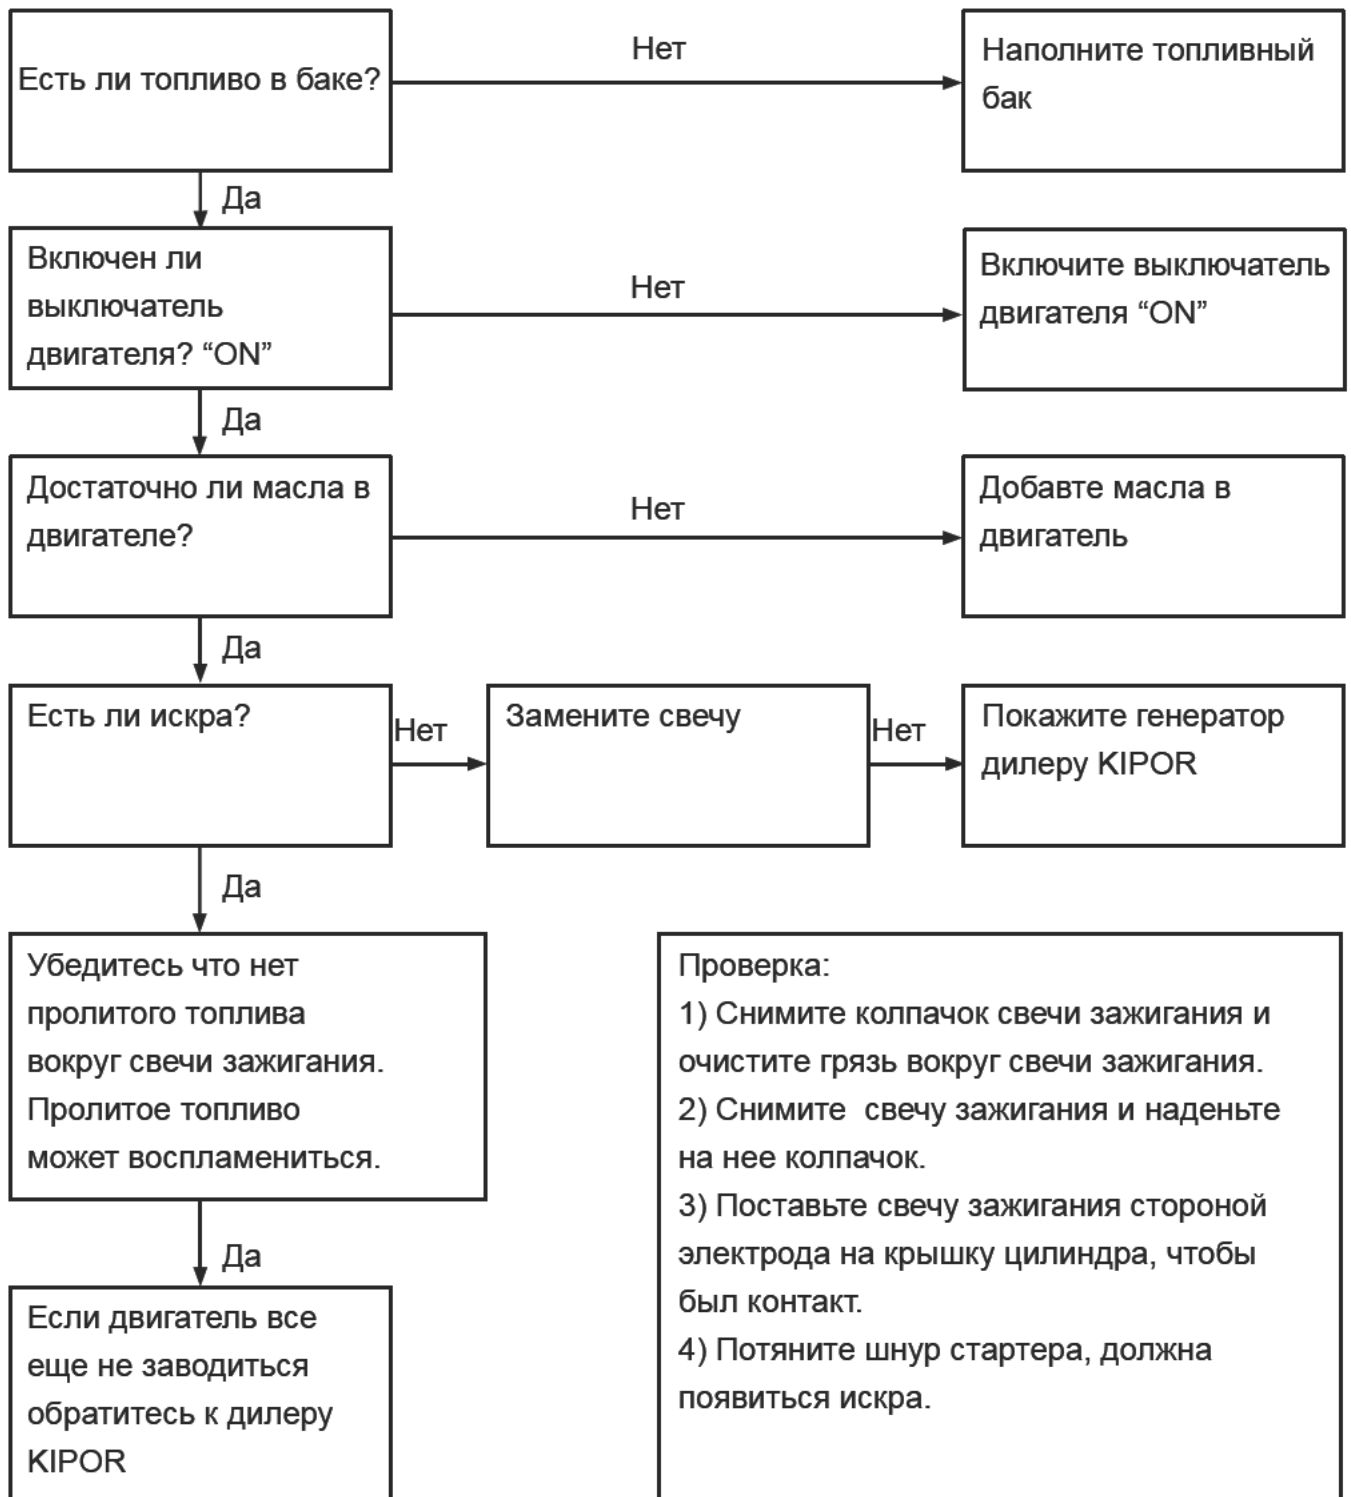 Есть ли топливо в баке?
Нет
Наполните топливный
бак
Да
Включен ли
выключатель
двигателя? “ON”
Нет
Включите выключатель
двигателя “ON”
Да
Достаточно ли масла в
двигателе?
Нет
Добавте масла в
двигатель
Да
Есть ли искра?
Нет
Замените свечу
Нет
Покажите генератор
дилеру KIPOR
Да
Убедитесь что нет
пролитого топлива
вокруг свечи зажигания.
Пролитое топливо
может воспламениться.
Да
Если двигатель все
еще не заводиться
обратитесь к дилеру
KIPOR
Проверка:
1) Снимите колпачок свечи зажигания и
очистите грязь вокруг свечи зажигания.
2) Снимите  свечу зажигания и наденьте
на нее колпачок.
3) Поставьте свечу зажигания стороной
электрода на крышку цилиндра, чтобы
был контакт.
4) Потяните шнур стартера, должна
появиться искра.